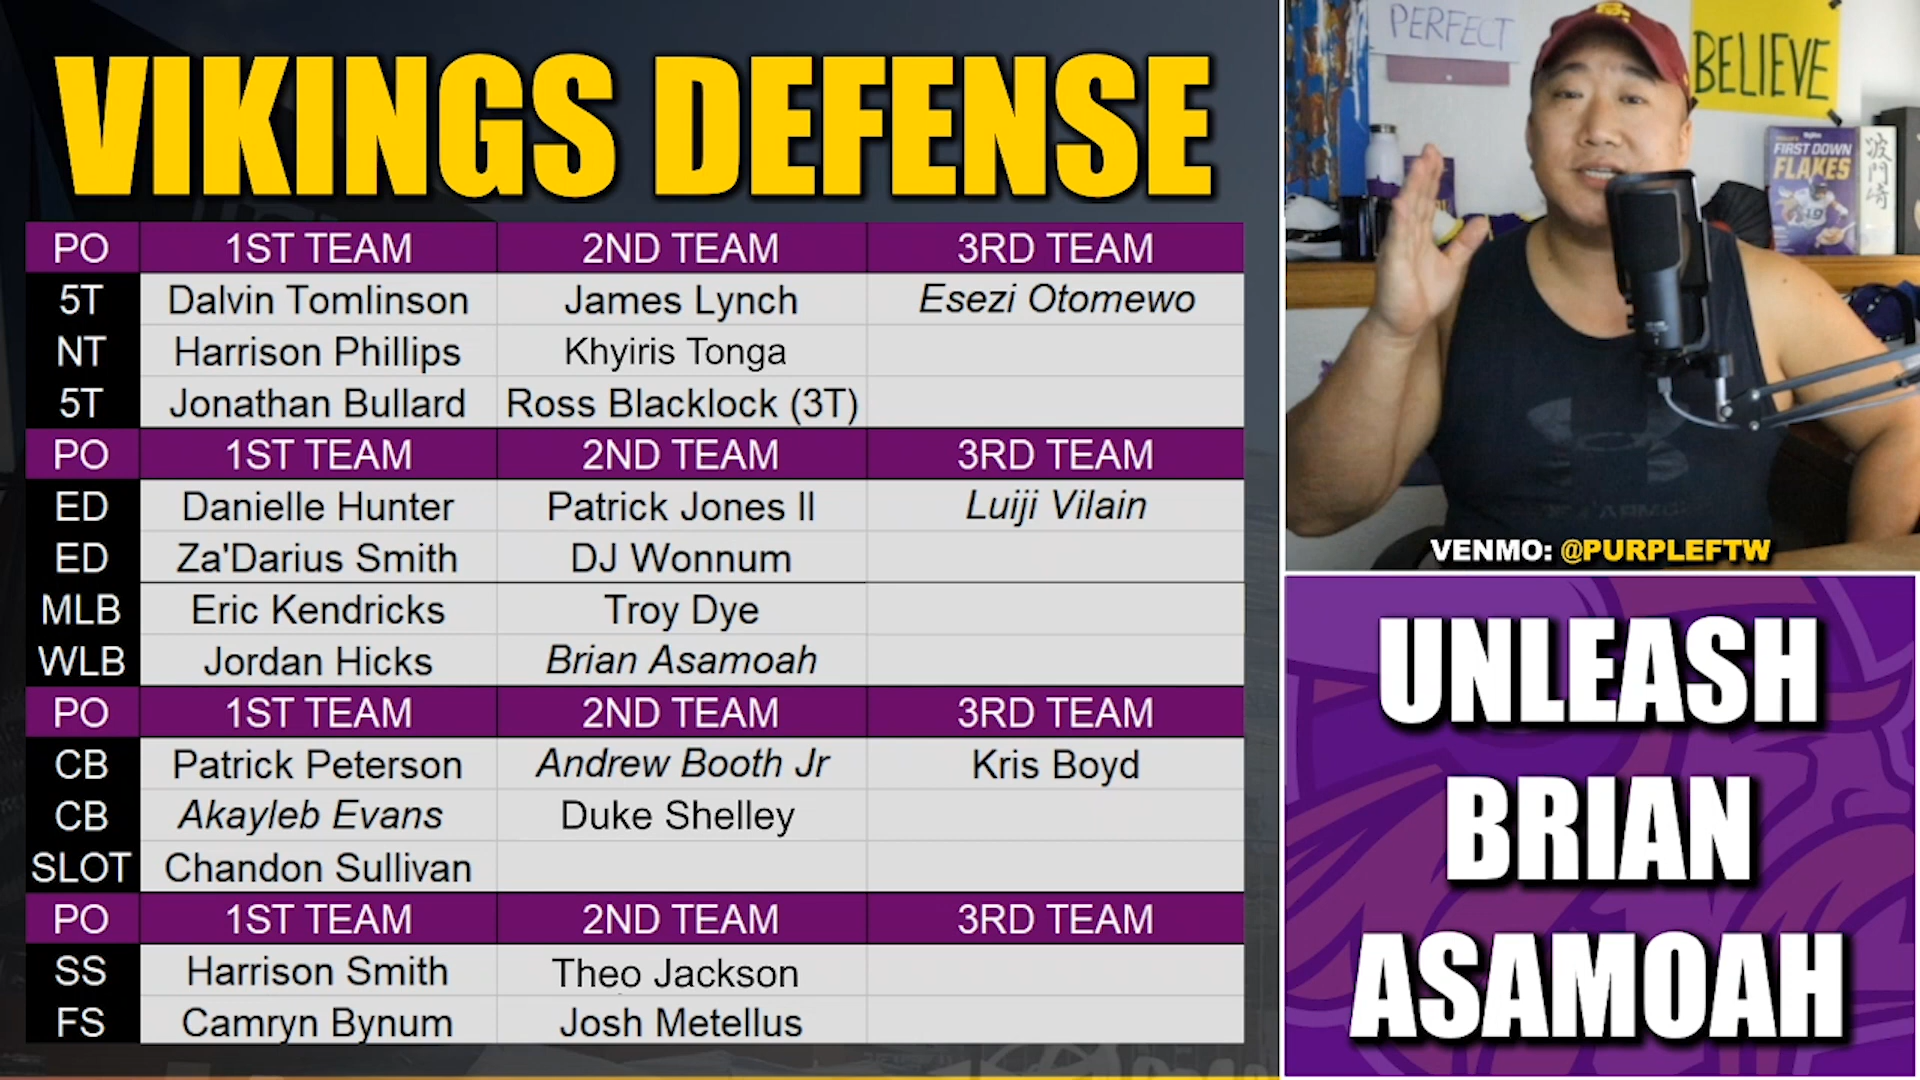 VIKINGS DEFENSE
PO 1ST TEAM 2ND TEAM 3RD TEAM
5T Dalvin Tomlinson James Lynch Esezi Otomewo
NT Harrison Phillips Khyiris Tonga
5T Jonathan Bullard Ross Blacklock (3T)
PO 1ST TEAM 2ND TEAM 3RD TEAM
ED Danielle Hunter Patrick Jones II Luiji Vilain
ED Za'Darius Smith DJ Wonnum
MLB Eric Kendricks Troy Dye
WLB Jordan Hicks Brian Asamoah
PO 1ST TEAM 2ND TEAM 3RD TEAM
CB Patrick Peterson Andrew Booth Jr Kris Boyd
CB Akayleb Evans Duke Shelley
SLOT Chandon Sullivan
PO 1ST TEAM 2ND TEAM 3RD TEAM
SS Harrison Smith Theo Jackson
FS Camryn Bynum Josh Metellus
PERFECT
BELIEVE
FIRST DOWN
FLAKES
VENMO: @PURPLEFTW
UNLEASH
BRIAN
ASAMOAH